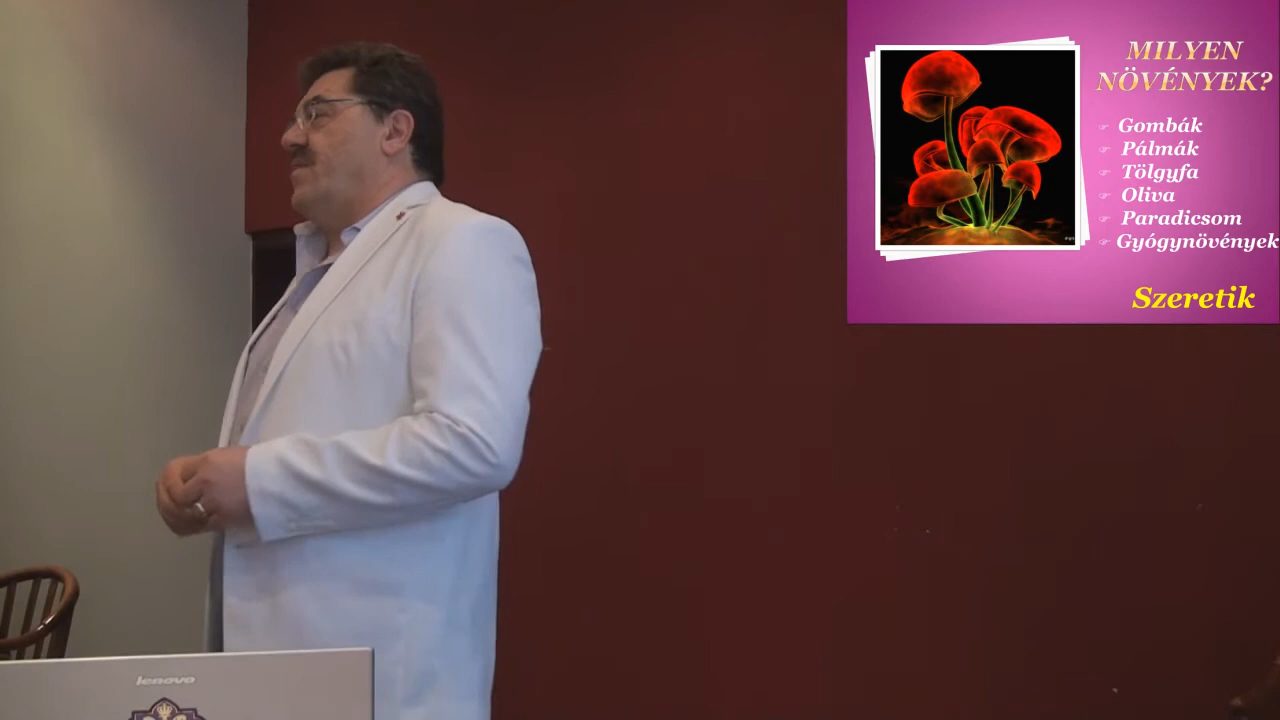 MILYEN
NÖVÉNYEK?
Gombák
Pálmák
Tölgyfa
Oliva
Paradicsom
Gyógynövények
Szeretik
lenovo